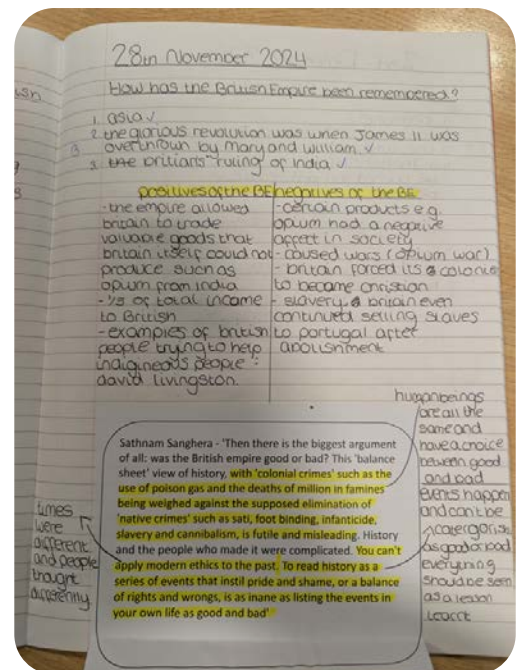 28th November 2024
How has the British Empire been remembered?
1. asia ✓
2. the glorious revolution was when James II was
overthrown by Mary and William. ✓
3. the britians ruling of India ✓
positives of the BE
- the empire allowed
britain to trade
valuable goods that
britain itself could not
produce such as
opium from india
- 1/3 of total income
to British
- examples of british
people trying to help
indigineous people :
david livingston.
negitives of the BE
- certain products e.g.
opium had a negative
affect in society
- caused wars (opium war)
- britain forced its colonies
to become christian
- slavery & britain even
continued selling slaves
to portugal after
abolishment
Sathnam Sanghera - 'Then there is the biggest argument
of all: was the British empire good or bad? This 'balance
sheet' view of history, with 'colonial crimes' such as the
use of poison gas and the deaths of million in famines
being weighed against the supposed elimination of
'native crimes' such as sati, foot binding, infanticide,
slavery and cannibalism, is futile and misleading. History
and the people who made it were complicated. You can't
apply modern ethics to the past. To read history as a
series of events that instil pride and shame, or a balance
of rights and wrongs, is as inane as listing the events in
your own life as good and bad'
times
were
different
and people
thought
differently
human beings
are all the
same and
have a choice
between good
and bad
events happen
and cant be
as good or bad
everything
should be seen
as a lesson